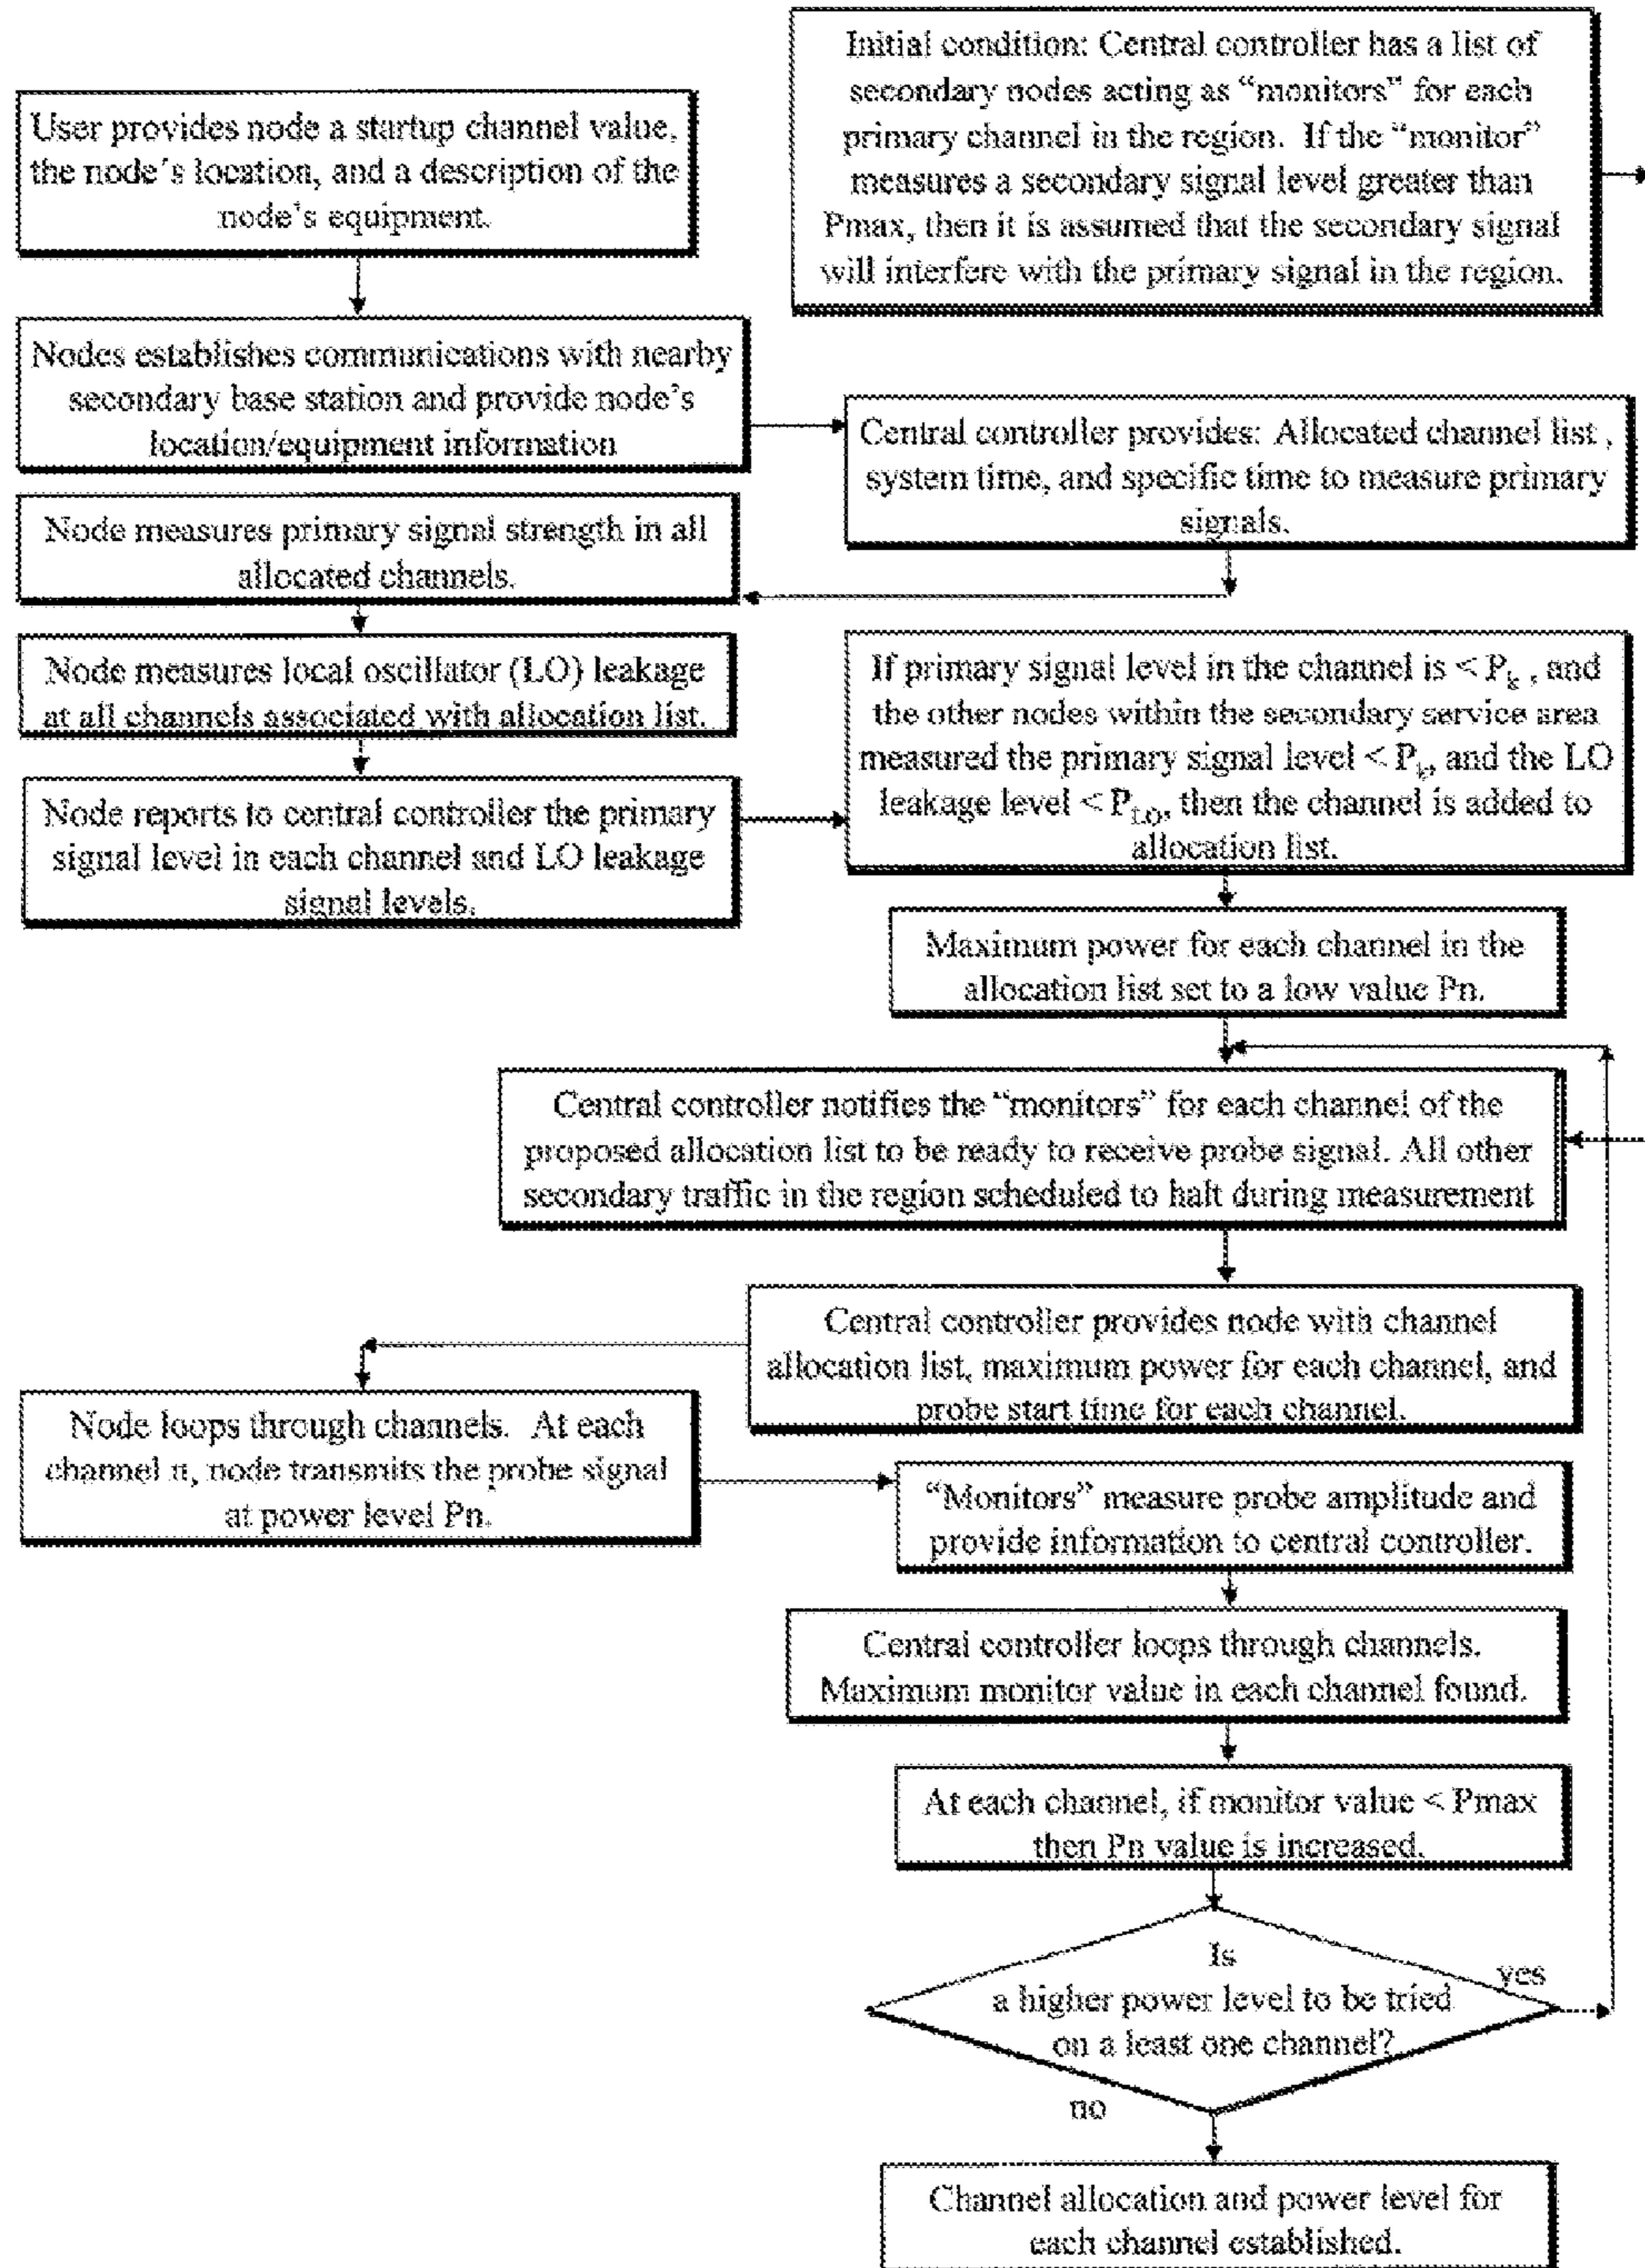 Initial condition: Central controller has a list of
secondary nodes acting as “monitors” for each
primary channel in the region. If the “monitor”
measures a secondary signal level greater than
Pmax, then it is assumed that the secondary signal
will interfere with the primary signal in the region.
User provides node a startup channel value,
the node’s location, and a description of the
node’s equipment.
Nodes establishes communications with nearby
secondary base station and provide node’s
location/equipment information
Central controller provides: Allocated channel list ,
system time, and specific time to measure primary
signals.
Node measures primary signal strength in all
allocated channels.
Node measures local oscillator (LO) leakage
at all channels associated with allocation list.
Node reports to central controller the primary
signal level in each channel and LO leakage
signal levels.
If primary signal level in the channel is < P , and
the other nodes within the secondary service area
measured the primary signal level < P , and the LO
leakage level < P_LO, then the channel is added to
allocation list.
Maximum power for each channel in the
allocation list set to a low value Pn.
Central controller notifies the “monitors” for each channel of the
proposed allocation list to be ready to receive probe signal. All other
secondary traffic in the region scheduled to halt during measurement
Central controller provides node with channel
allocation list, maximum power for each channel, and
probe start time for each channel.
Node loops through channels. At each
channel n, node transmits the probe signal
at power level Pn.
“Monitors” measure probe amplitude and
provide information to central controller.
Central controller loops through channels.
Maximum monitor value in each channel found.
At each channel, if monitor value < Pmax
then Pn value is increased.
Is
a higher power level to be tried
on a least one channel?
yes
no
Channel allocation and power level for
each channel established.